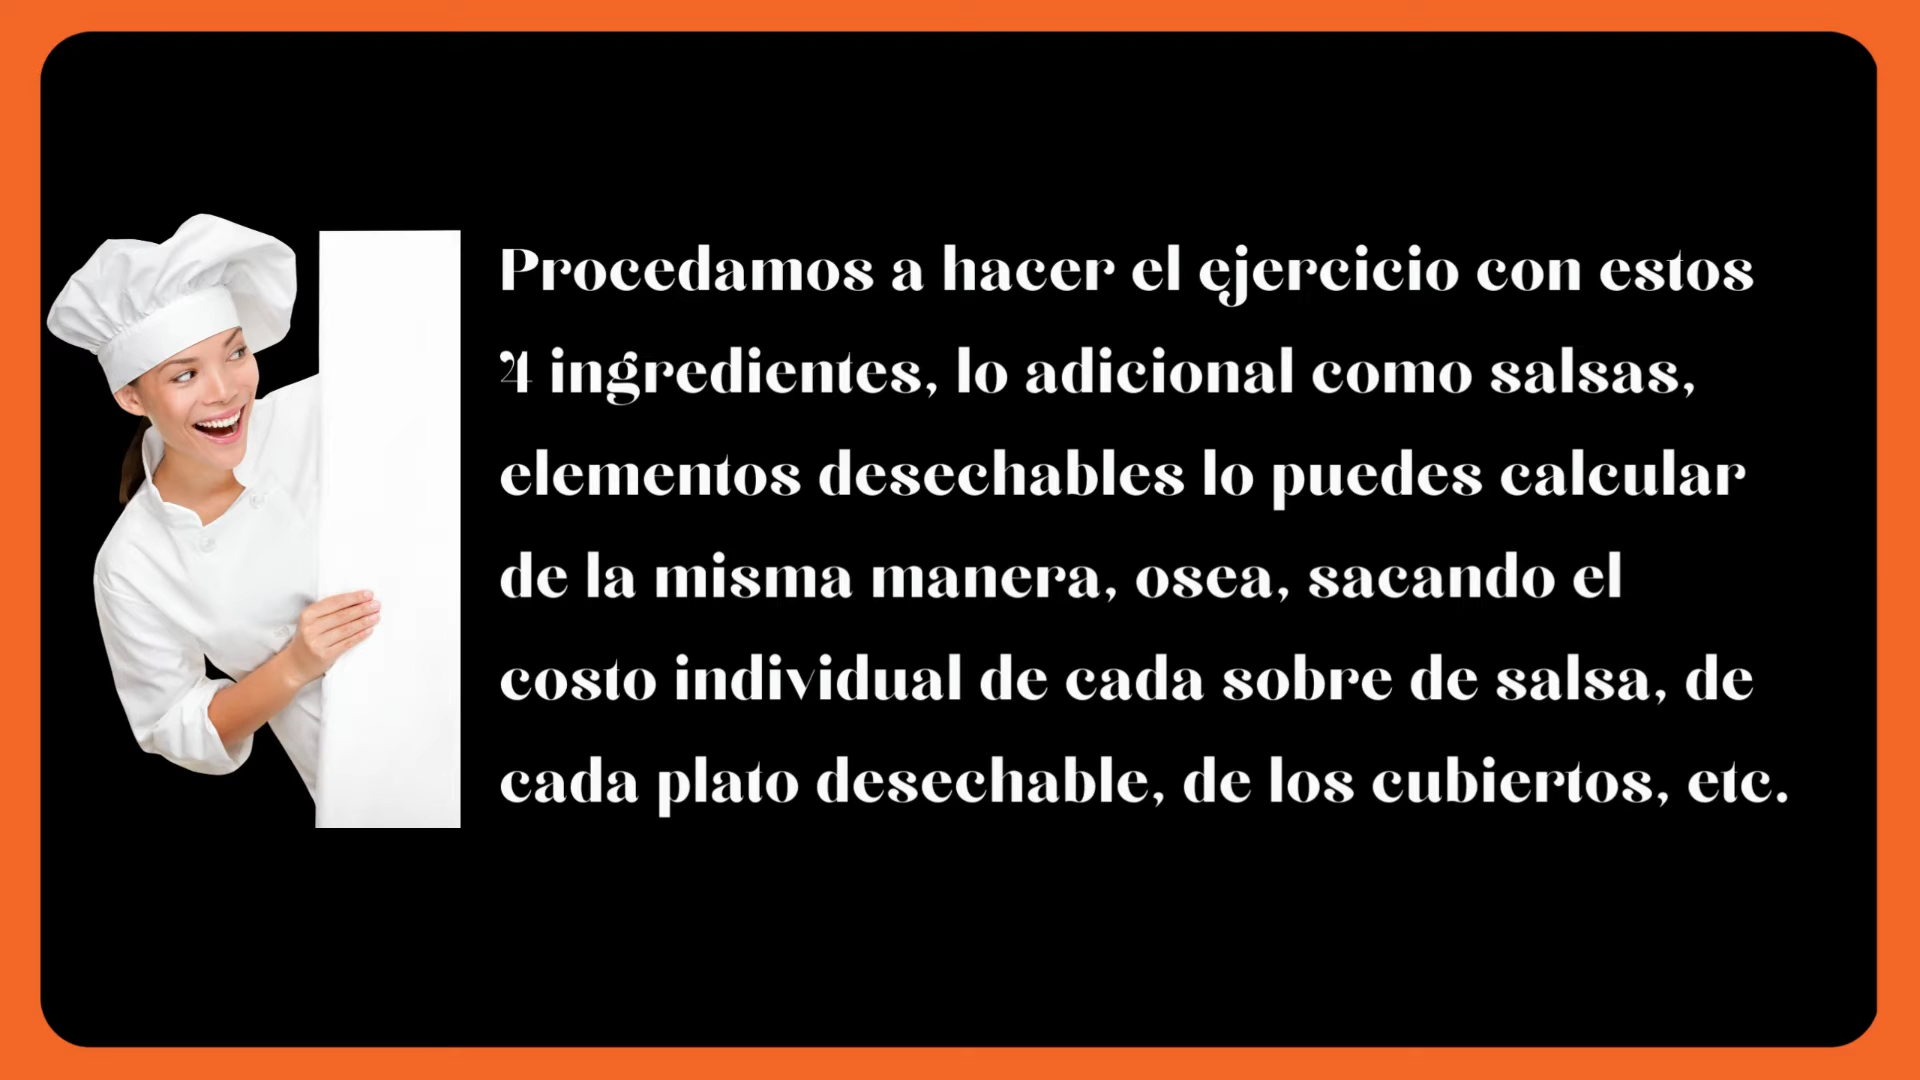 Procedamos a hacer el ejercicio con estos
4 ingredientes, lo adicional como salsas,
elementos desechables lo puedes calcular
de la misma manera, osea, sacando el
costo individual de cada sobre de salsa, de
cada plato desechable, de los cubiertos, etc.